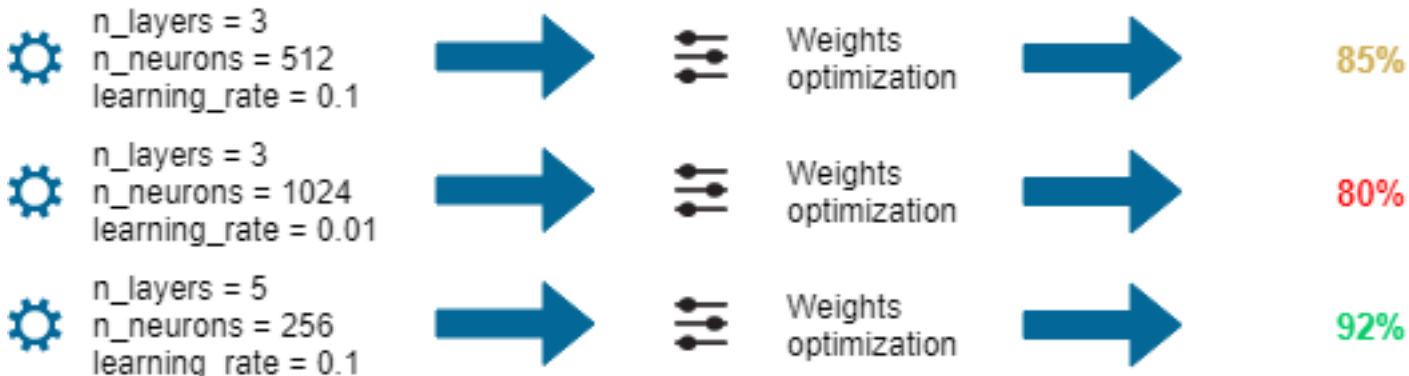 n_layers = 3
n_neurons = 512
learning_rate = 0.1
Weights
optimization
85%
n_layers = 3
n_neurons = 1024
learning_rate = 0.01
Weights
optimization
80%
n_layers = 5
n_neurons = 256
learning_rate = 0.1
Weights
optimization
92%